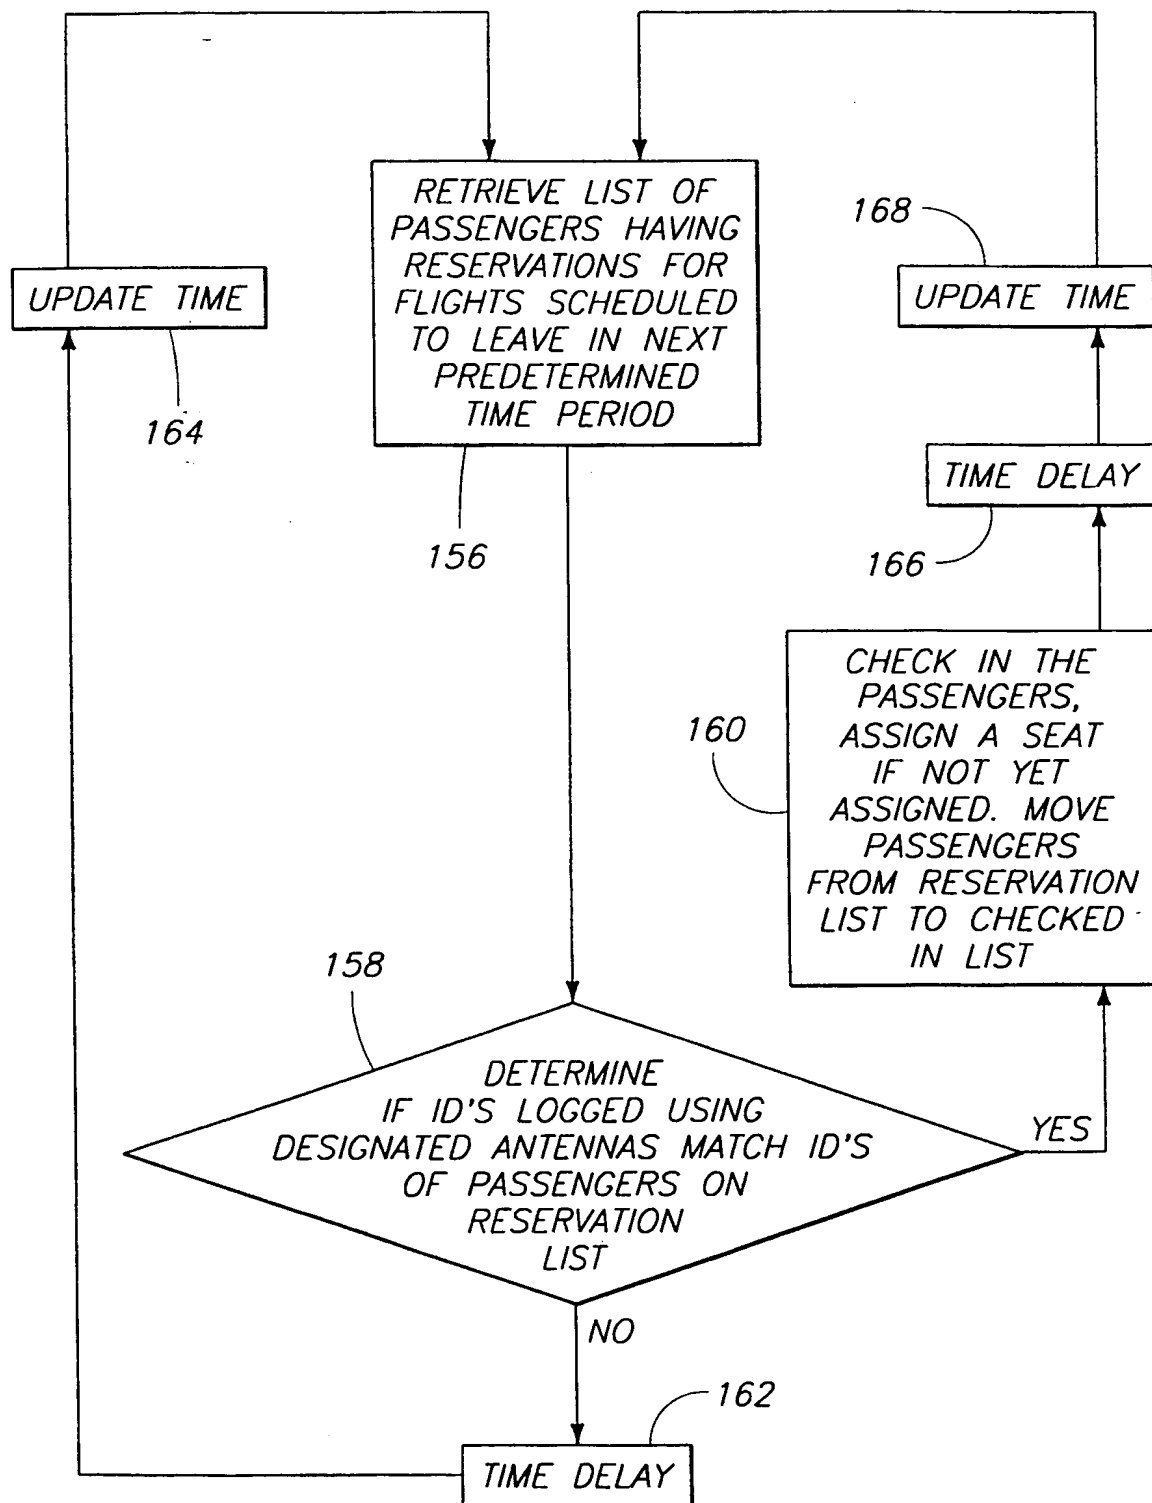 RETRIEVE LIST OF
PASSENGERS HAVING
RESERVATIONS FOR
FLIGHTS SCHEDULED
TO LEAVE IN NEXT
PREDETERMINED
TIME PERIOD
156
UPDATE TIME
164
168
UPDATE TIME
TIME DELAY
166
CHECK IN THE
PASSENGERS,
ASSIGN A SEAT
IF NOT YET
ASSIGNED. MOVE
PASSENGERS
FROM RESERVATION
LIST TO CHECKED
IN LIST
160
158
DETERMINE
IF ID'S LOGGED USING
DESIGNATED ANTENNAS MATCH ID'S
OF PASSENGERS ON
RESERVATION
LIST
YES
NO
162
TIME DELAY